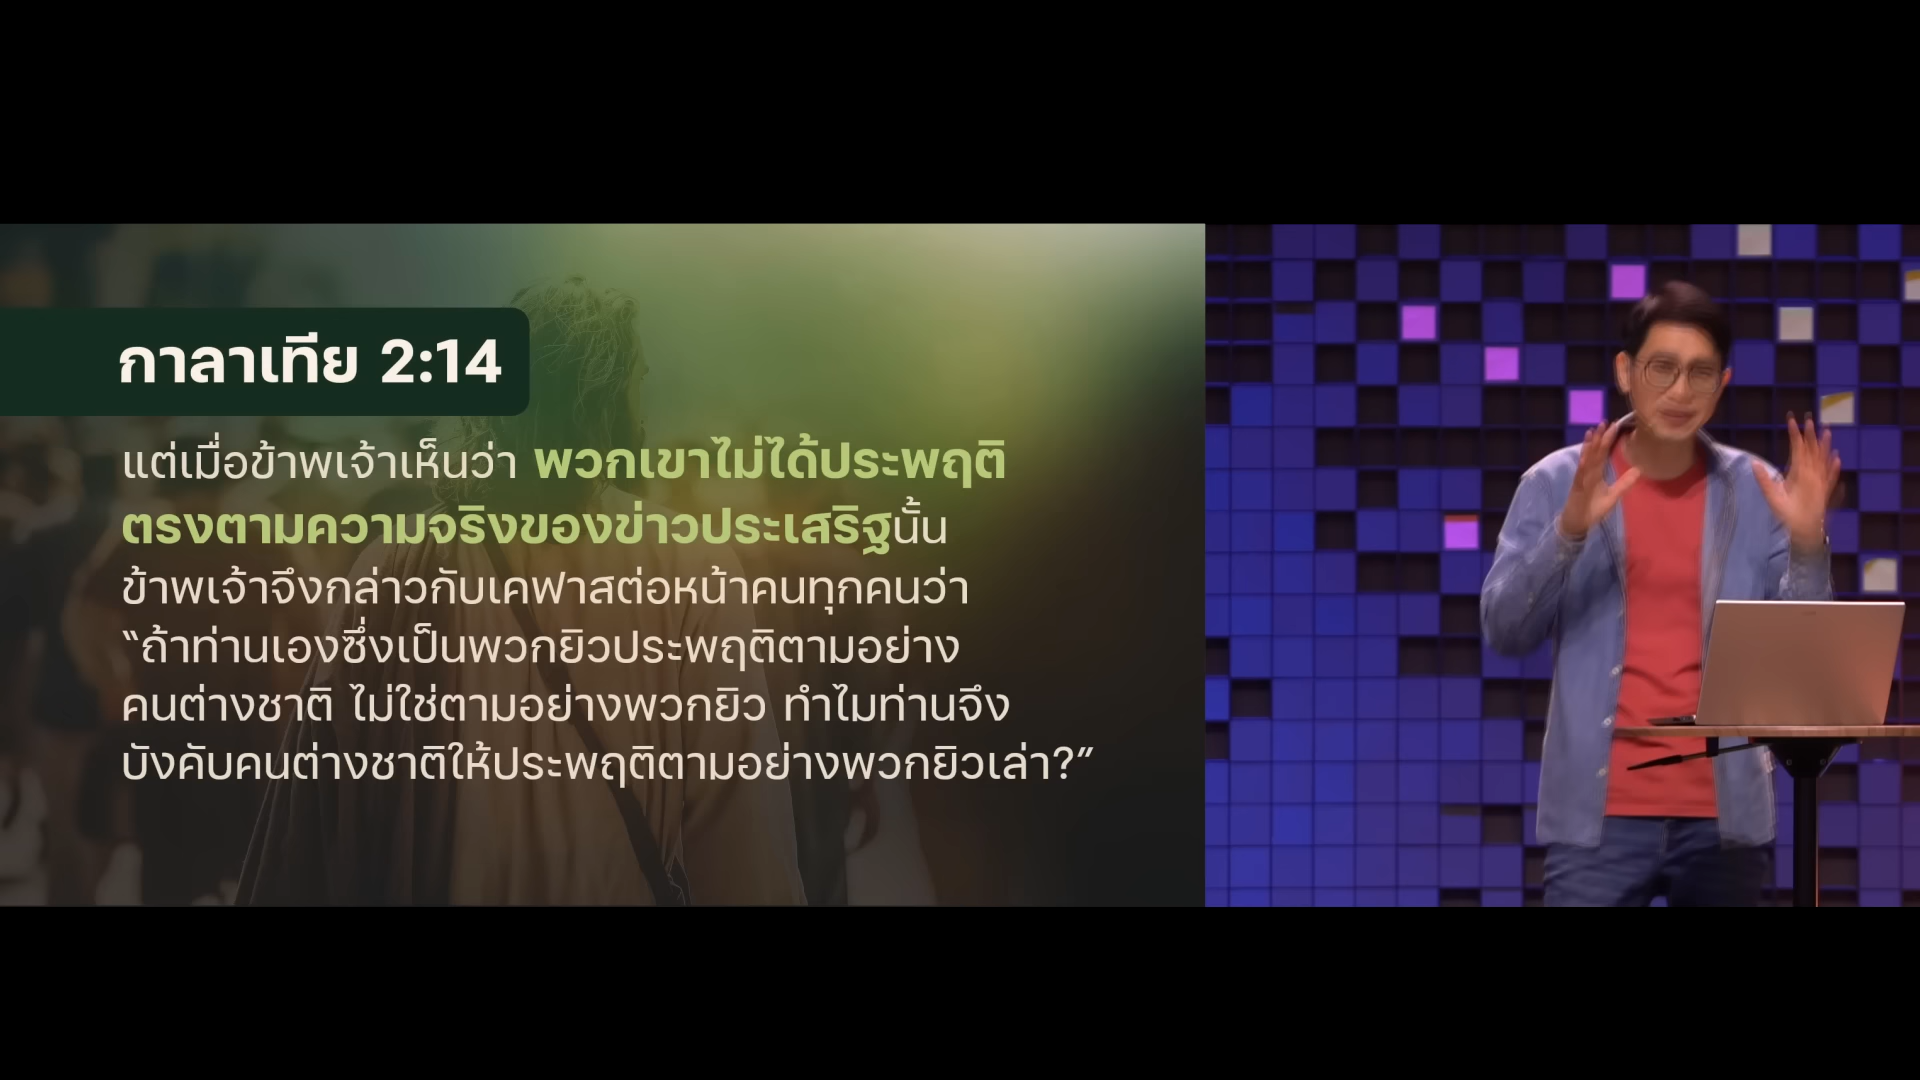 กาลาเทีย 2:14
แต่เมื่อข้าพเจ้าเห็นว่า พวกเขาไม่ได้ประพฤติ
ตรงตามความจริงของข่าวประเสริฐนั้น
ข้าพเจ้าจึงกล่าวกับเคฟาสต่อหน้าคนทุกคนว่า
“ถ้าท่านเองซึ่งเป็นพวกยิวประพฤติตามอย่าง
คนต่างชาติ ไม่ใช่ตามอย่างพวกยิว ทำไมท่านจึง
บังคับคนต่างชาติให้ประพฤติตามอย่างพวกยิวเล่า?”